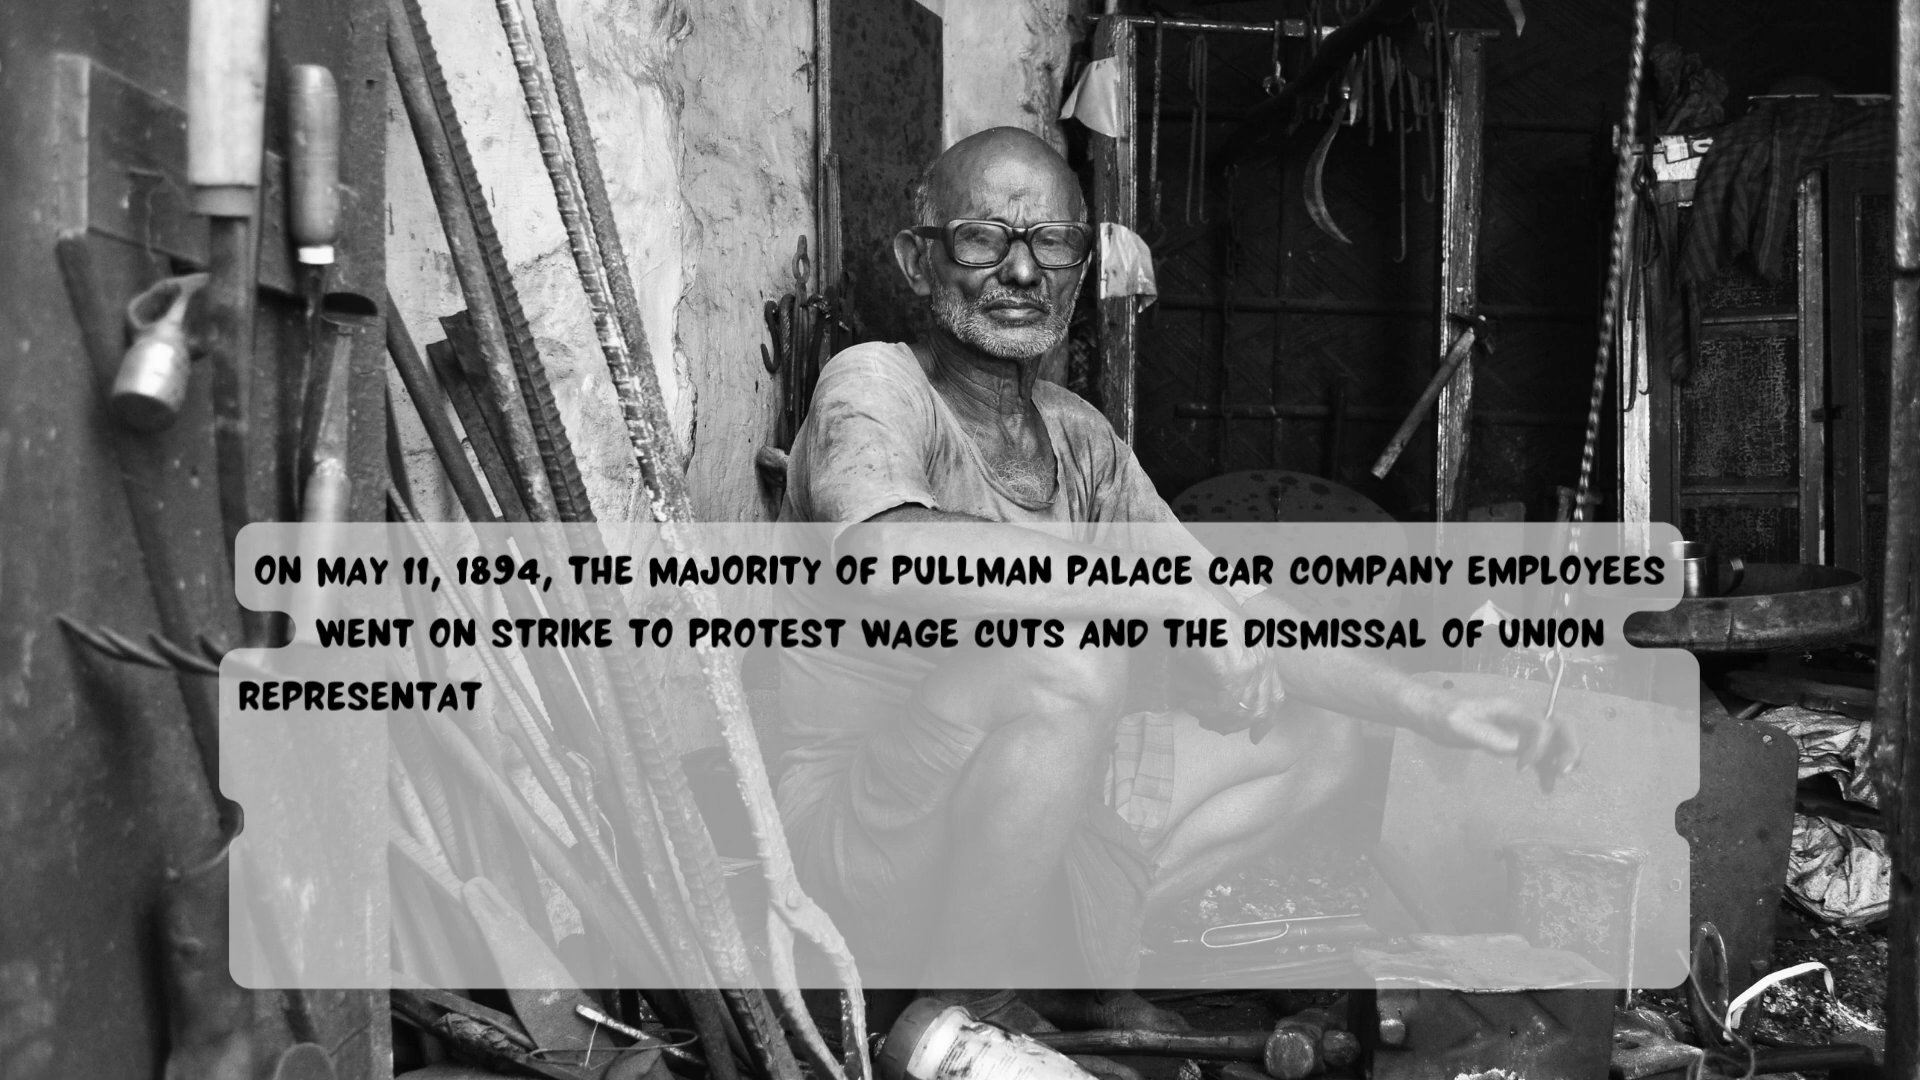 ON MAY 11, 1894, THE MAJORITY OF PULLMAN PALACE CAR COMPANY EMPLOYEES
WENT ON STRIKE TO PROTEST WAGE CUTS AND THE DISMISSAL OF UNION
REPRESENTAT